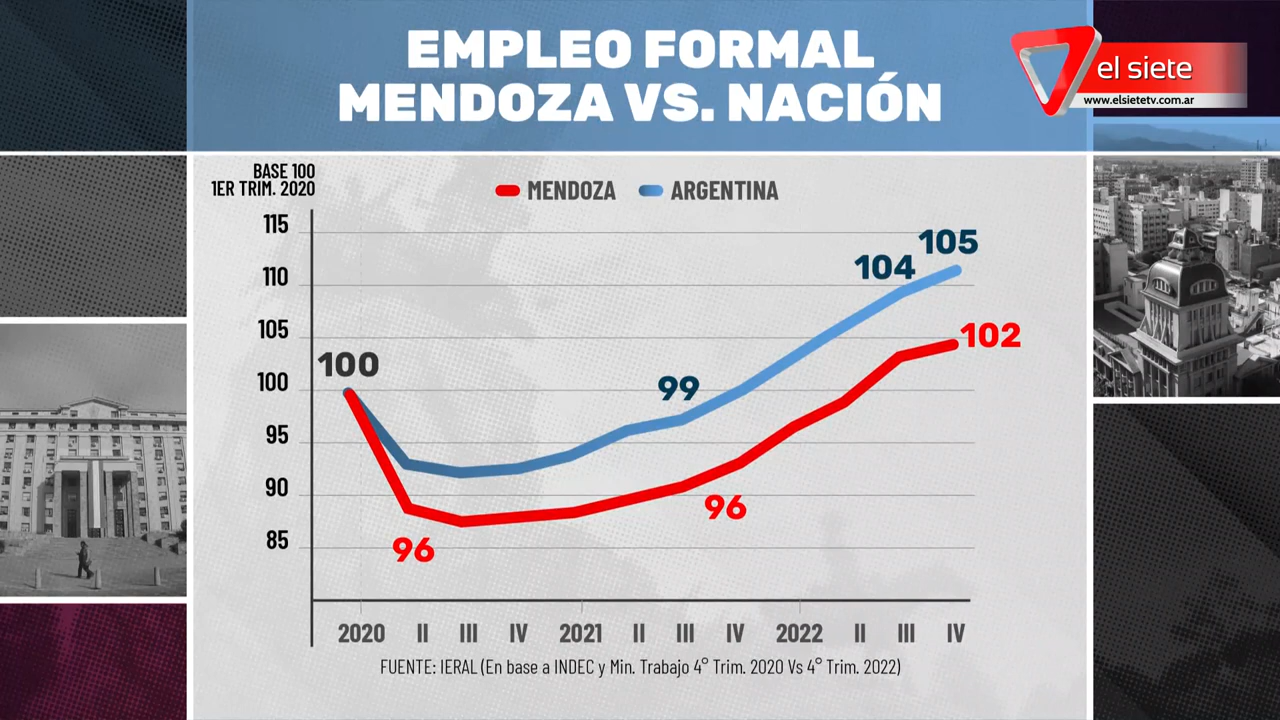 EMPLEO FORMAL
MENDOZA VS. NACIÓN
el siete
www.elsietetv.com.ar
BASE 100
1ER TRIM. 2020
MENDOZA ARGENTINA
115
110
105
100
95
90
85
100
96
99
96
104
105
102
2020 II III IV 2021 II III IV 2022 II III IV
FUENTE: IERAL (En base a INDEC y Min. Trabajo 4° Trim. 2020 Vs 4° Trim. 2022)